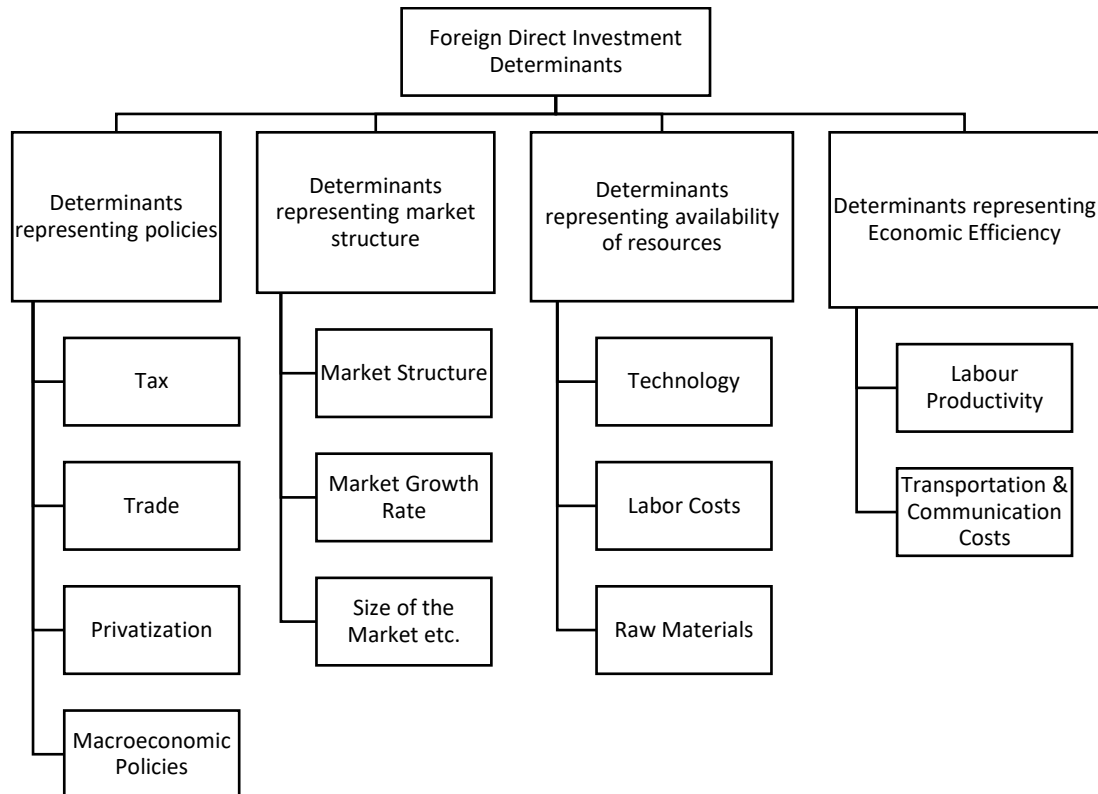 Foreign Direct Investment
Determinants
Determinants
representing policies
Determinants
representing market
structure
Determinants
representing availability
of resources
Determinants representing
Economic Efficiency
Tax
Trade
Privatization
Macroeconomic
Policies
Market Structure
Market Growth
Rate
Size of the
Market etc.
Technology
Labor Costs
Raw Materials
Labour
Productivity
Transportation &
Communication
Costs